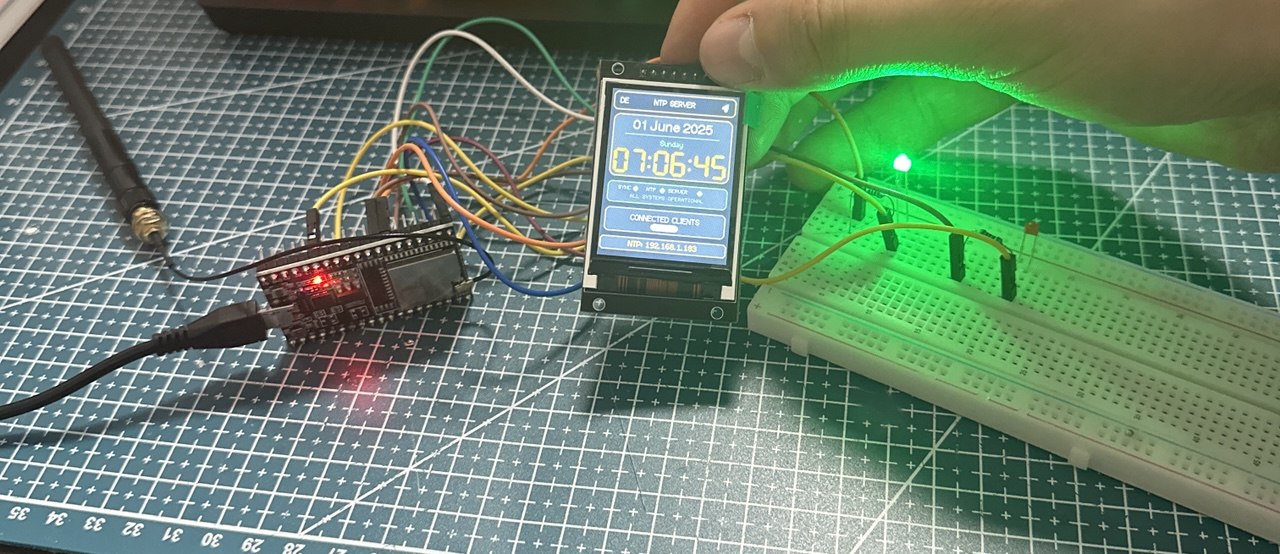 DE NTP SERVER
01 June 2025
Sunday
07:06:45
SYNC NTP SERVER
ALL SYSTEMS OPERATIONAL
CONNECTED CLIENTS
NTP: 192.168.1.163
35 34 33 32 31 30 29 28 27